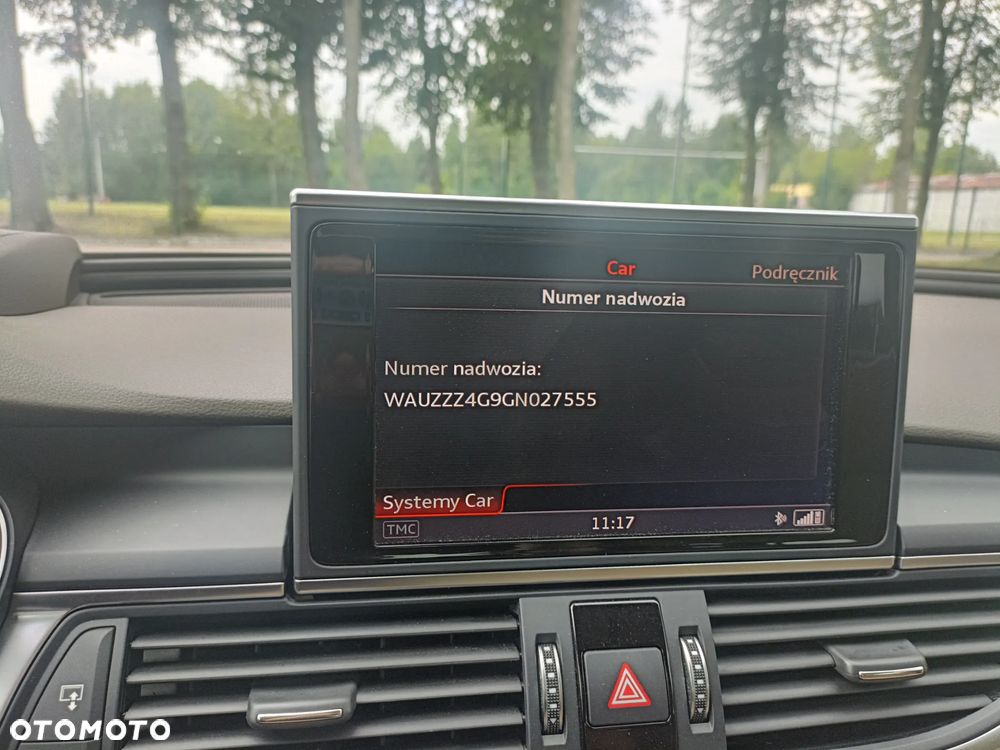 Car
Podręcznik
Numer nadwozia
Numer nadwozia:
WAUZZZ4G9GN027555
Systemy Car
TMC
11:17
OTOMOTO